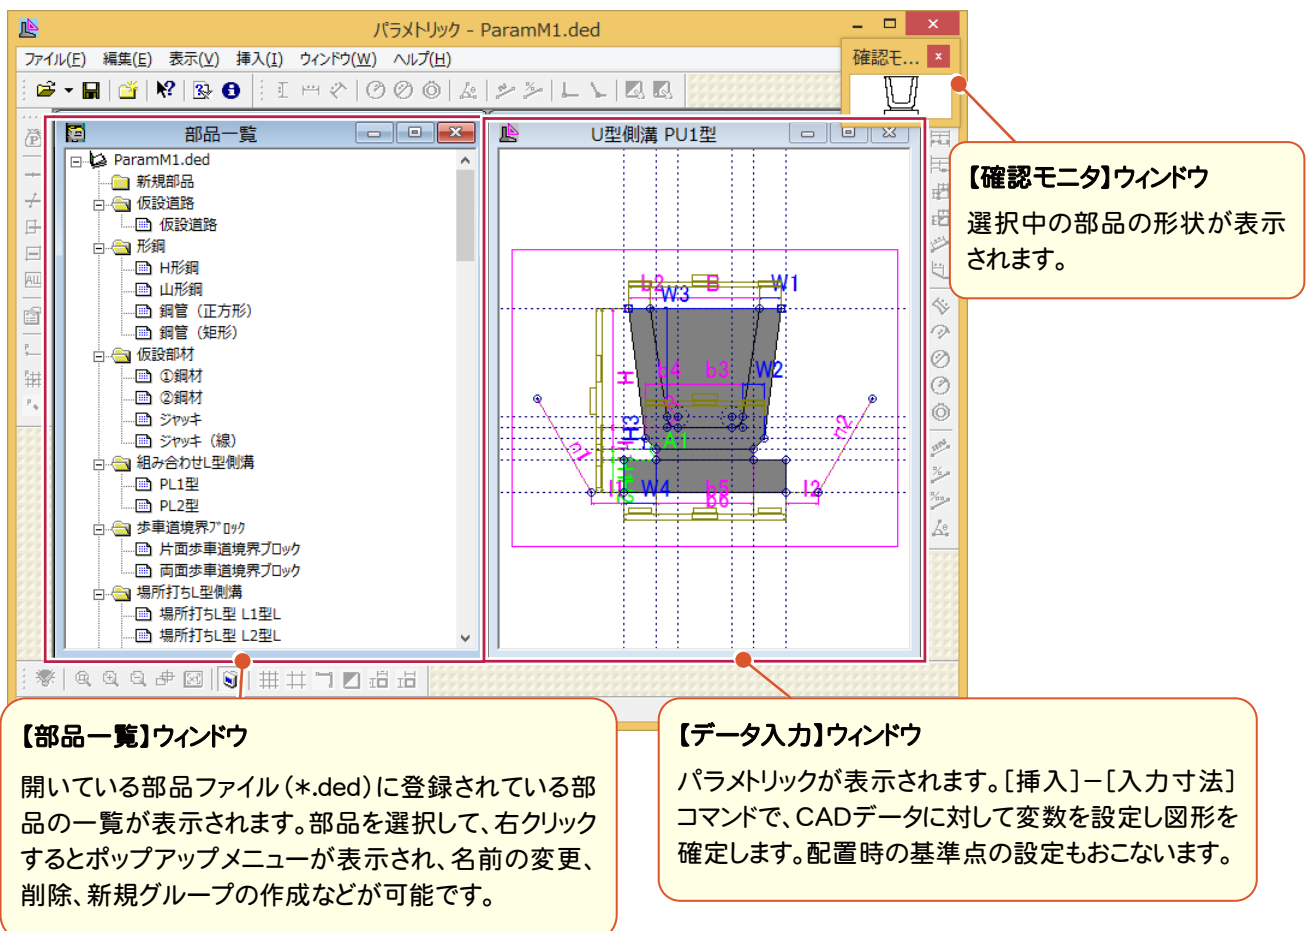 パラメトリック - ParamM1.ded
ファイル(F) 編集(E) 表示(V) 挿入(I) ウィンドウ(W) ヘルプ(H)
確認モ...
部品一覧
ParamM1.ded
新規部品
仮設道路
仮設道路
形鋼
H形鋼
山形鋼
鋼管（正方形）
鋼管（矩形）
仮設部材
①鋼材
②鋼材
ジャッキ
ジャッキ（線）
組み合わせL型側溝
PL1型
PL2型
歩車道境界ブロック
片面歩車道境界ブロック
両面歩車道境界ブロック
場所打ちL型側溝
場所打ちL型 L1型L
場所打ちL型 L2型L
ALL
U型側溝 PU1型
b2 B W1
W3
H
b4 b3 W2
H3
A1
n1
n2
l1 W4 b5 l2
b6
【確認モニタ】ウィンドウ
選択中の部品の形状が表示
されます。
【部品一覧】ウィンドウ
開いている部品ファイル（*.ded）に登録されている部
品の一覧が表示されます。部品を選択して、右クリック
するとポップアップメニューが表示され、名前の変更、
削除、新規グループの作成などが可能です。
【データ入力】ウィンドウ
パラメトリックが表示されます。［挿入］－［入力寸法］
コマンドで、CADデータに対して変数を設定し図形を
確定します。配置時の基準点の設定もおこないます。